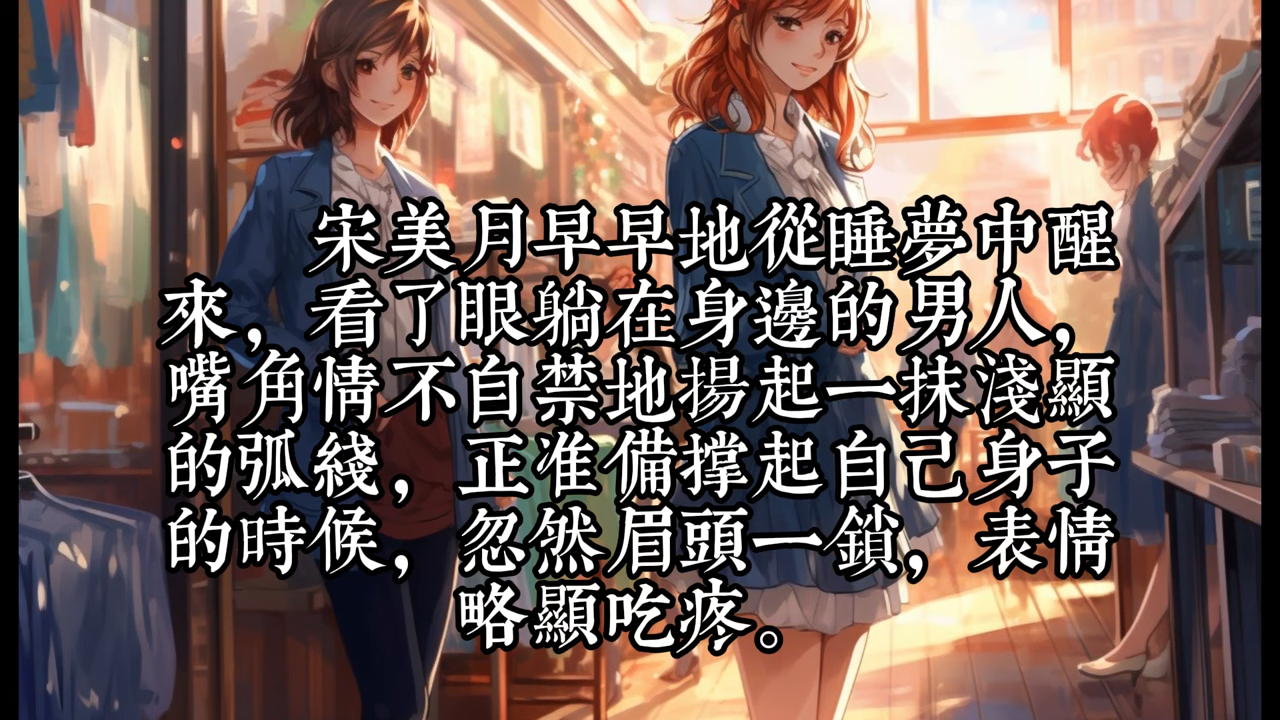 宋美月早早地從睡夢中醒
來，看了眼躺在身邊的男人，
嘴角情不自禁地揚起一抹淺顯
的弧綫，正准備撑起自己身子
的時候，忽然眉頭一鎖，表情
略顯吃疼。